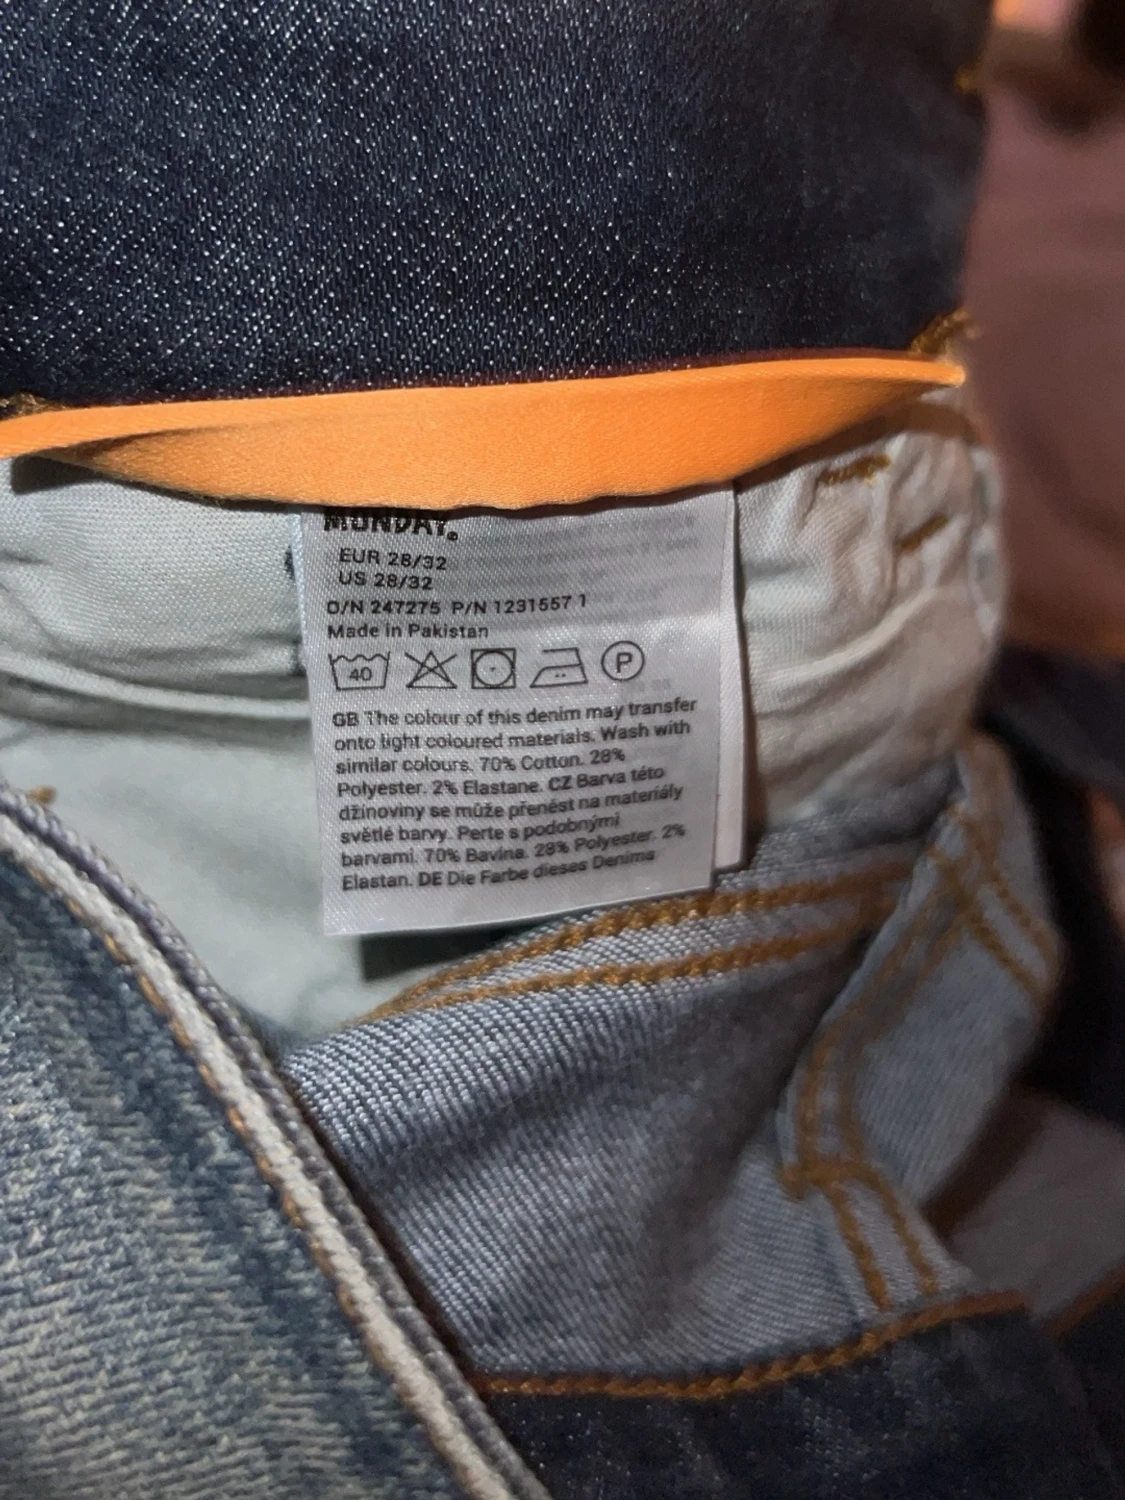 MONDAY®
EUR 28/32
US 28/32
O/N 247275 P/N 1231557 1
Made in Pakistan
40 P
GB The colour of this denim may transfer
onto light coloured materials. Wash with
similar colours. 70% Cotton. 28%
Polyester. 2% Elastane. CZ Barva této
džínoviny se může přenést na materiály
světlé barvy. Perte s podobnými
barvami. 70% Bavlna. 28% Polyester. 2%
Elastan. DE Die Farbe dieses Denims